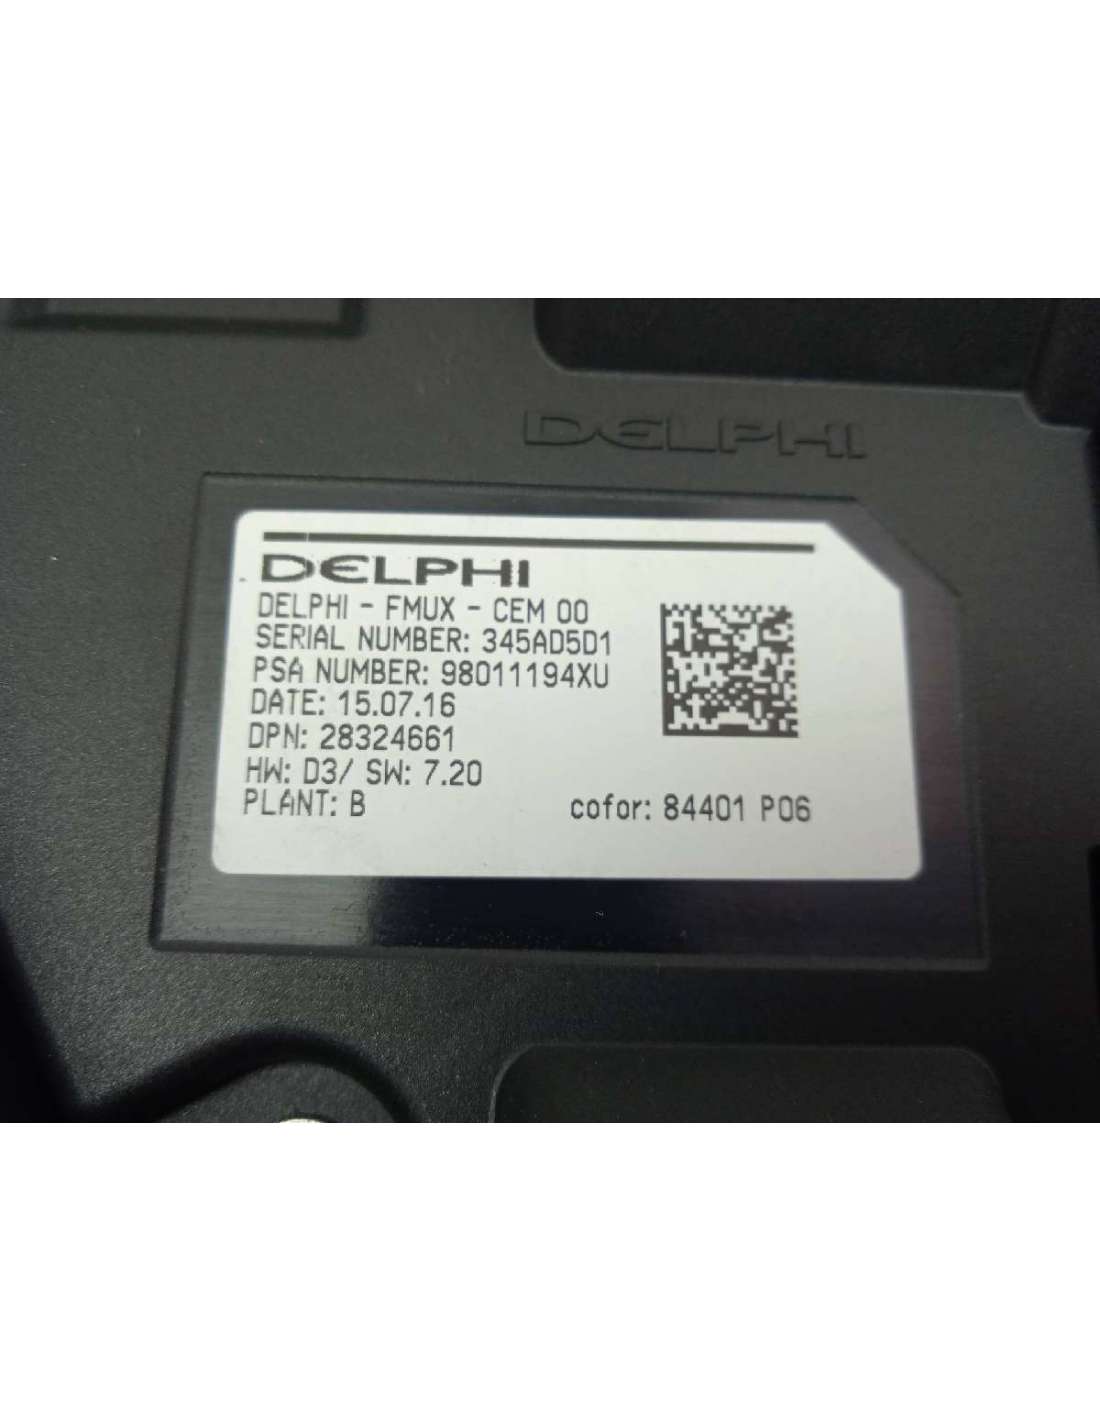 DELPHI
DELPHI
DELPHI - FMUX - CEM 00
SERIAL NUMBER: 345AD5D1
PSA NUMBER: 98011194XU
DATE: 15.07.16
DPN: 28324661
HW: D3/ SW: 7.20
PLANT: B cofor: 84401 P06